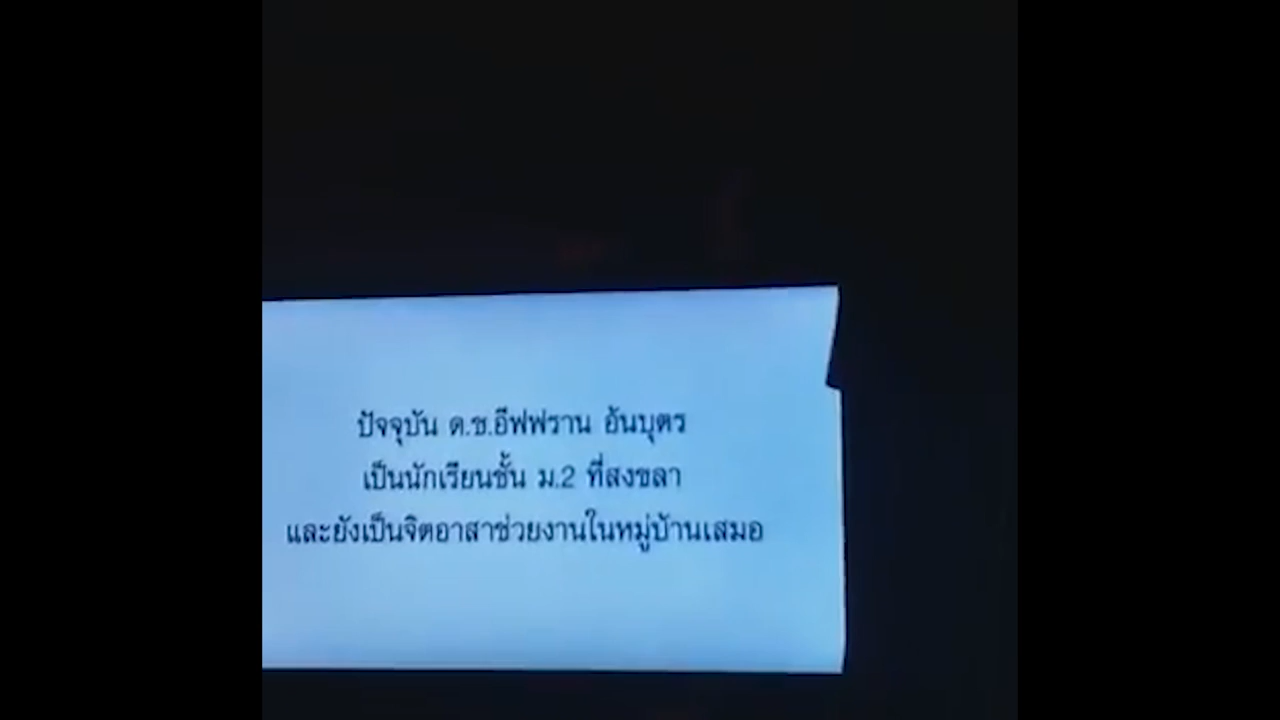 ปัจจุบัน ด.ช.อีฟฟราน อ้นบุตร
เป็นนักเรียนชั้น ม.2 ที่สงขลา
และยังเป็นจิตอาสาช่วยงานในหมู่บ้านเสมอ